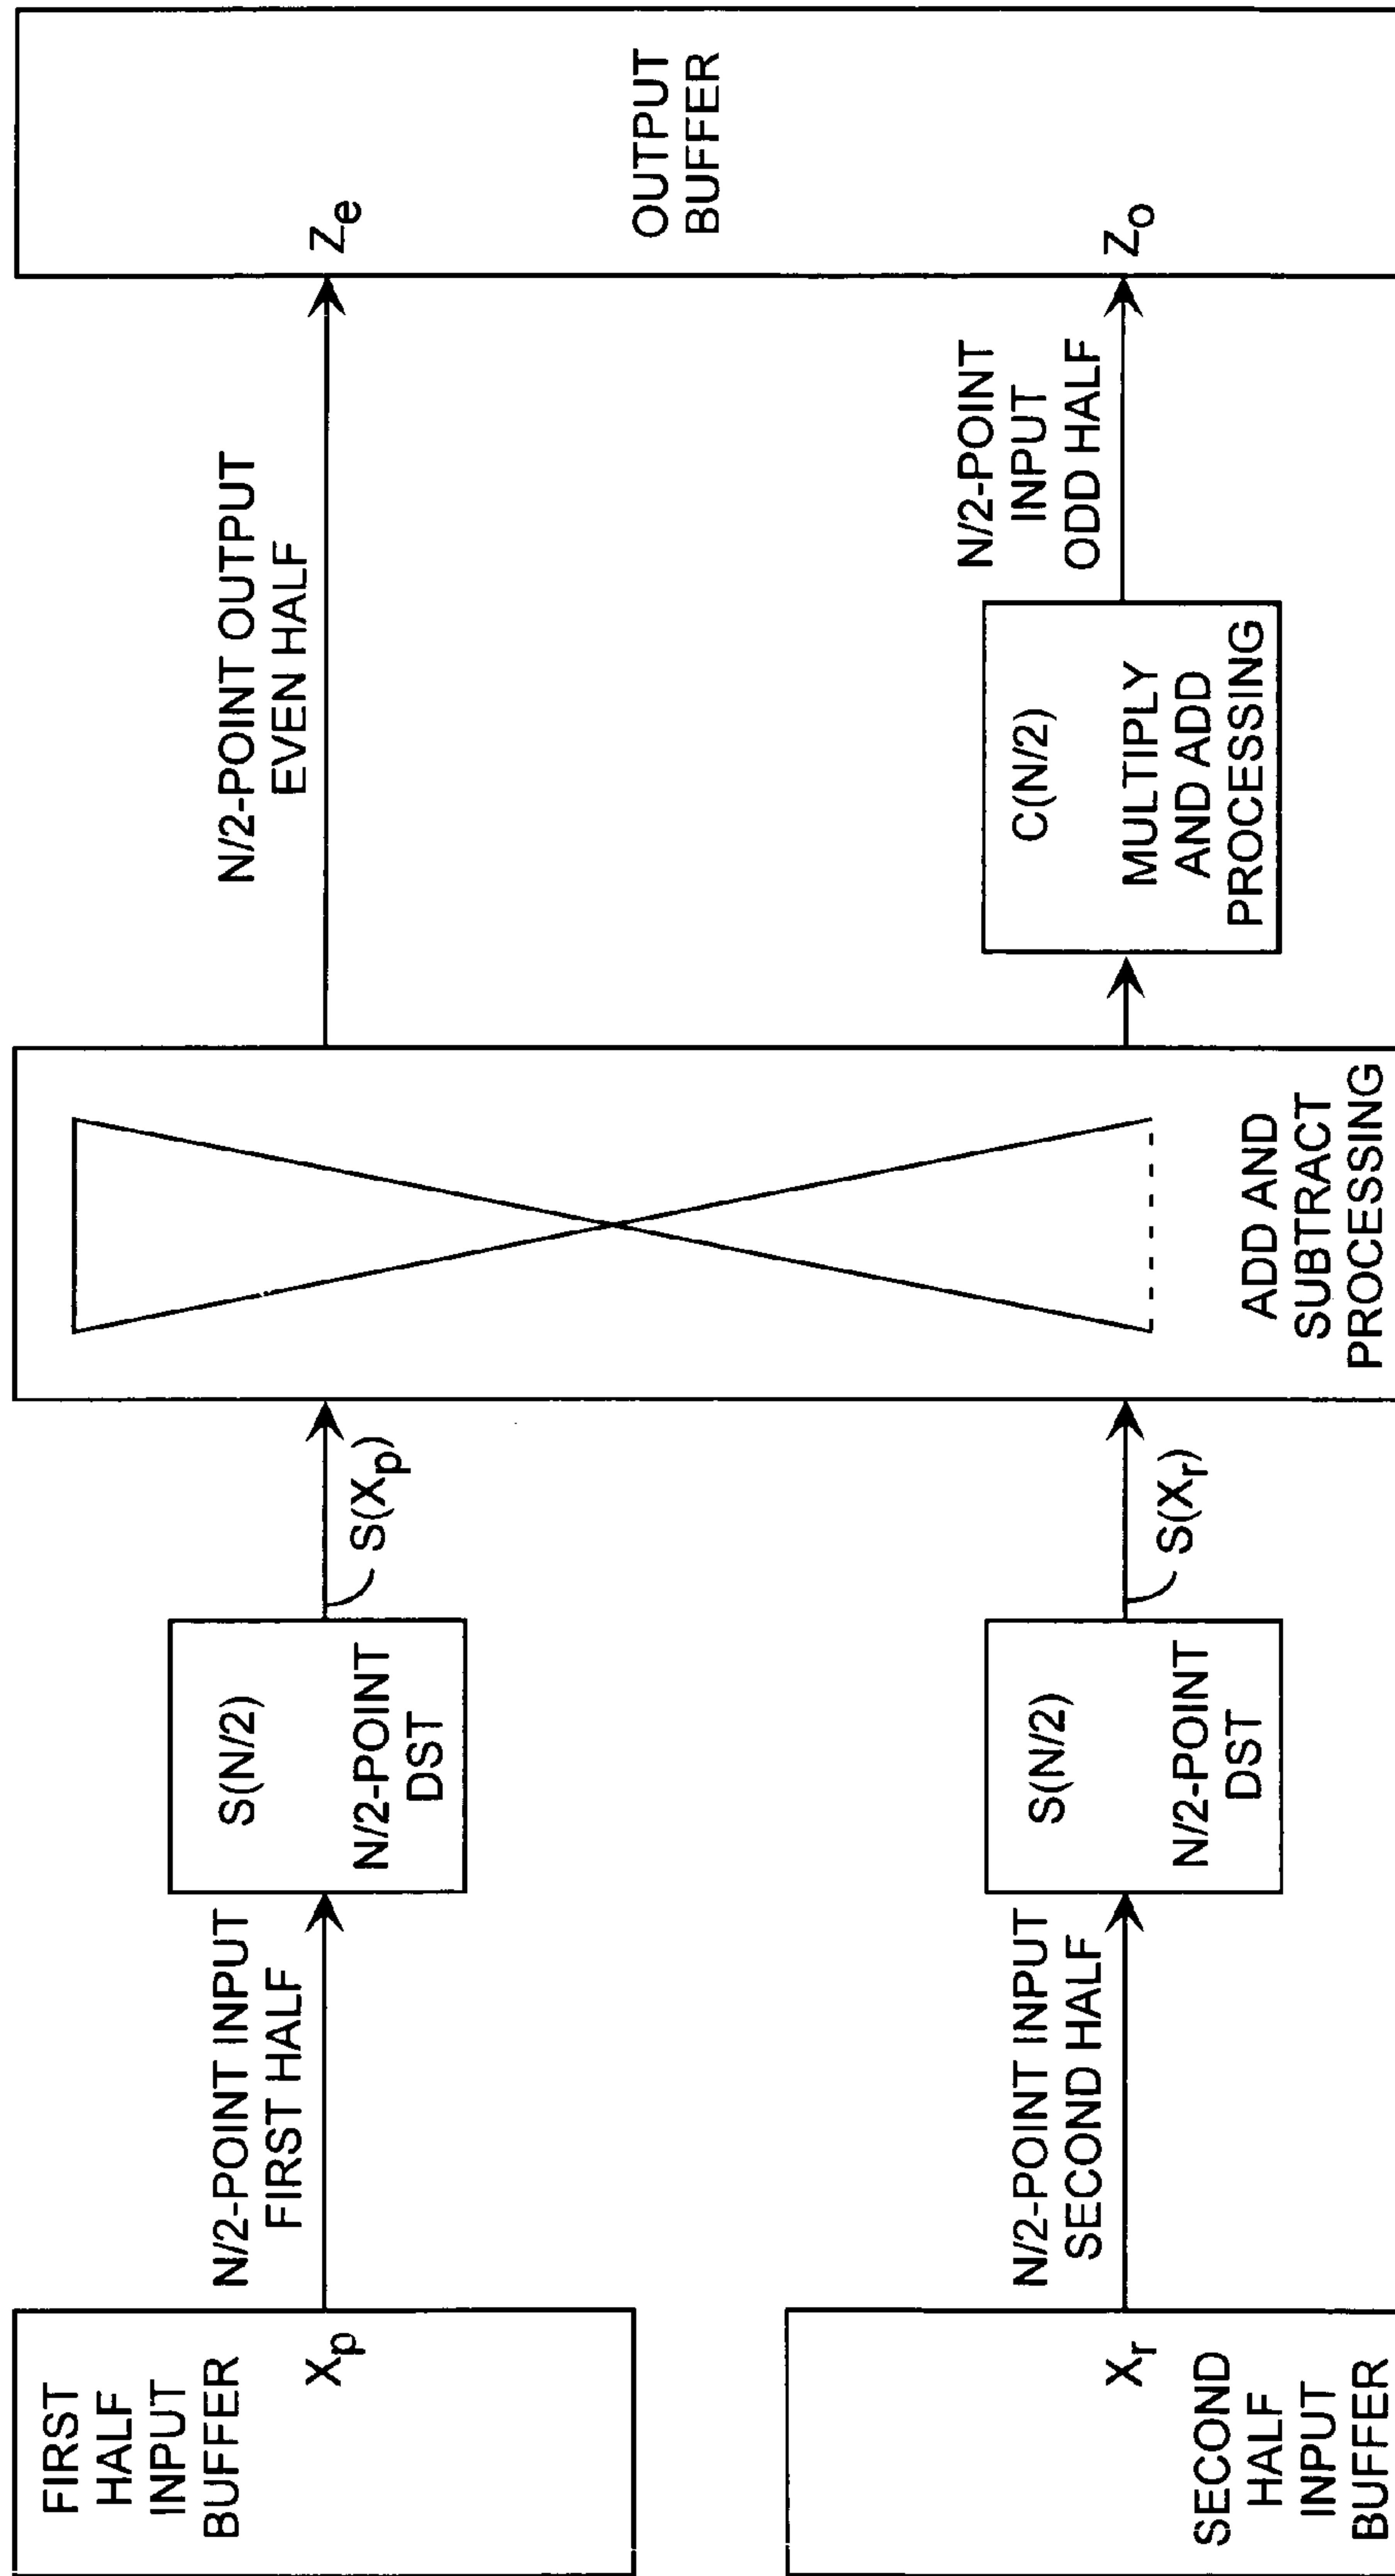 FIRST
HALF
INPUT
BUFFER
Xp
N/2-POINT INPUT
FIRST HALF
S(N/2)
N/2-POINT
DST
S(Xp)
N/2-POINT OUTPUT
EVEN HALF
Ze
OUTPUT
BUFFER
Xr
SECOND
HALF
INPUT
BUFFER
N/2-POINT INPUT
SECOND HALF
S(N/2)
N/2-POINT
DST
S(Xr)
ADD AND
SUBTRACT
PROCESSING
C(N/2)
MULTIPLY
AND ADD
PROCESSING
N/2-POINT
INPUT
ODD HALF
Zo